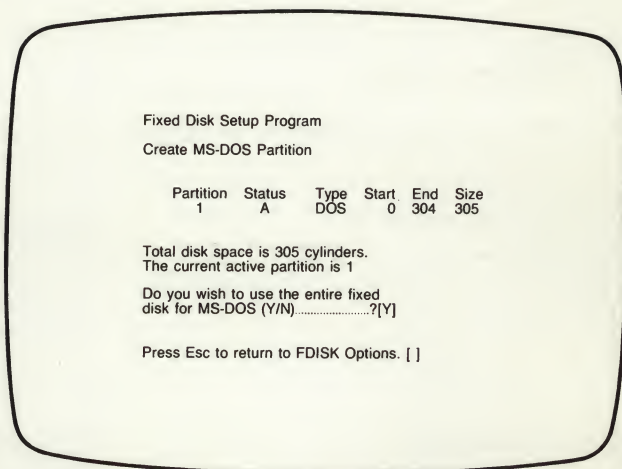 Fixed Disk Setup Program
Create MS-DOS Partition
Partition Status Type Start End Size
1 A DOS 0 304 305
Total disk space is 305 cylinders.
The current active partition is 1
Do you wish to use the entire fixed
disk for MS-DOS (Y/N)........................?[Y]
Press Esc to return to FDISK Options. [ ]